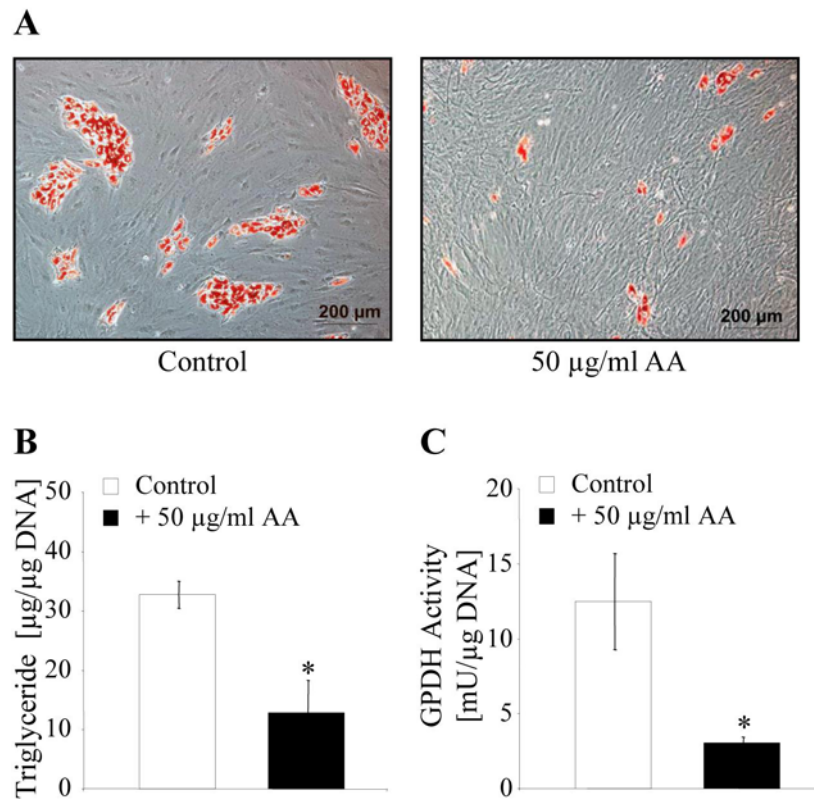 A
200 µm
200 µm
Control
50 µg/ml AA
B
Triglyceride [µg/µg DNA]
50
40
30
20
10
0
Control
+ 50 µg/ml AA
*
C
GPDH Activity
[mU/µg DNA]
20
15
10
5
0
Control
+ 50 µg/ml AA
*